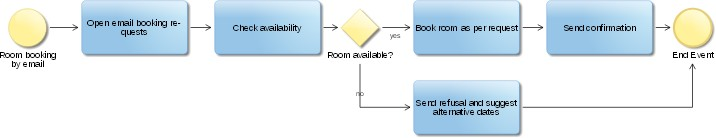 Room booking
by email
Open email booking re-
quests
Check availability
Room available?
yes
Book room as per request
Send confirmation
End Event
no
Send refusal and suggest
alternative dates